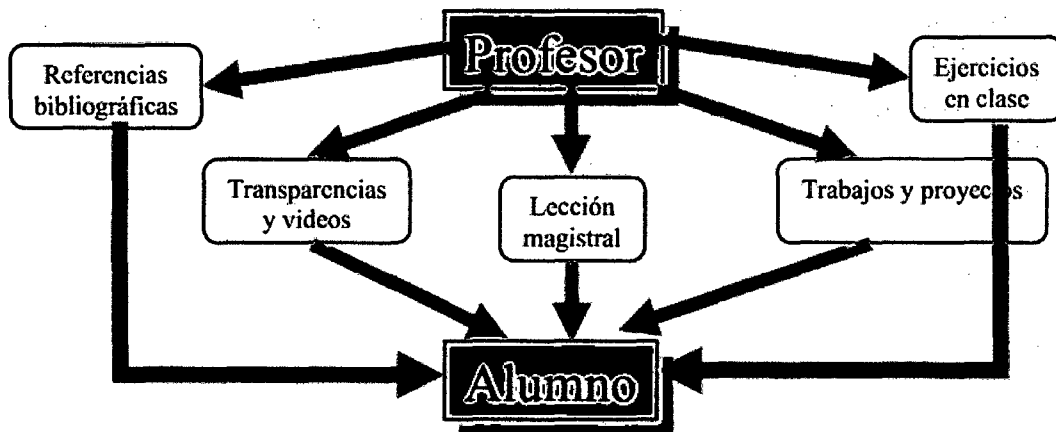 Profesor
Referencias
bibliográficas
Ejercicios
en clase
Transparencias
y videos
Lección
magistral
Trabajos y proyectos
Alumno